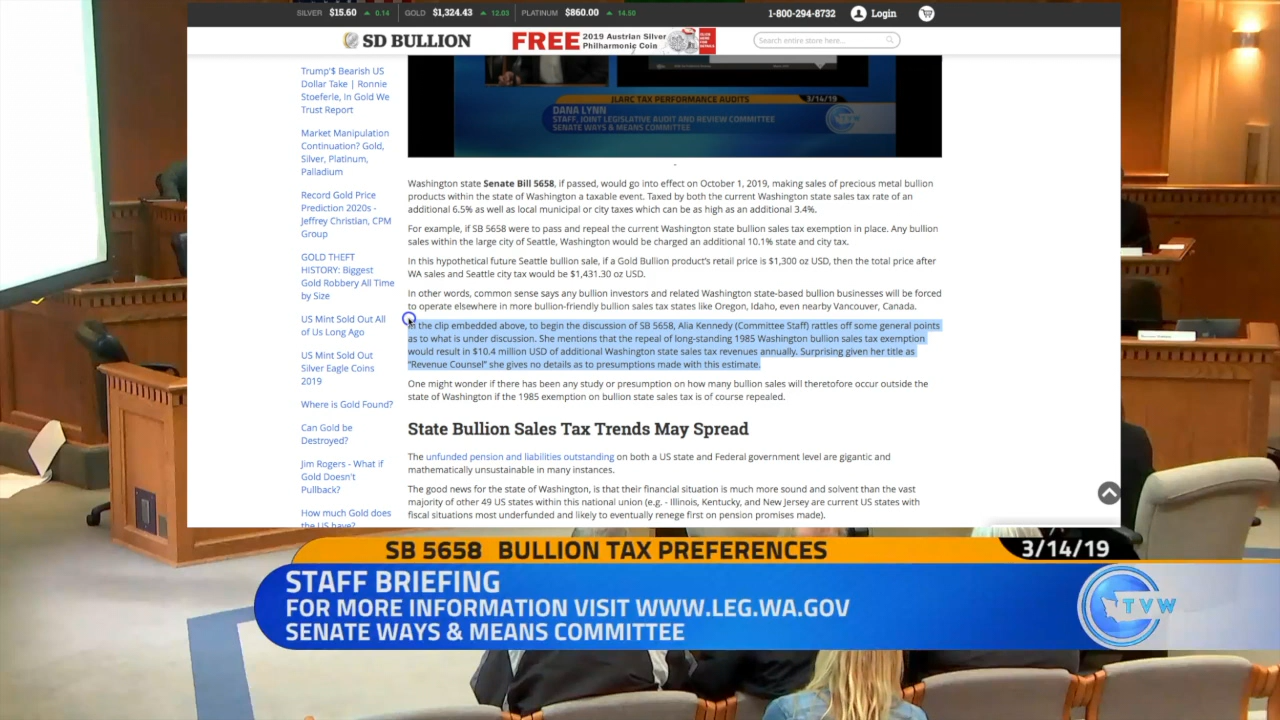 SILVER $15.60 ▲ 0.14 GOLD $1,324.43 ▲ 12.03 PLATINUM $860.00 ▲ 14.50 1-800-294-8732 Login
SD BULLION FREE 2019 Austrian Silver Philharmonic Coin Search entire store here...
Trump'$ Bearish US
Dollar Take | Ronnie
Stoeferle, In Gold We
Trust Report
Market Manipulation
Continuation? Gold,
Silver, Platinum,
Palladium
Record Gold Price
Prediction 2020s -
Jeffrey Christian, CPM
Group
GOLD THEFT
HISTORY: Biggest
Gold Robbery All Time
by Size
US Mint Sold Out All
of Us Long Ago
US Mint Sold Out
Silver Eagle Coins
2019
Where is Gold Found?
Can Gold be
Destroyed?
Jim Rogers - What if
Gold Doesn't
Pullback?
How much Gold does
the US have?
JLARC TAX PERFORMANCE AUDITS 3/14/19
DANA LYNN
STAFF, JOINT LEGISLATIVE AUDIT AND REVIEW COMMITTEE
SENATE WAYS & MEANS COMMITTEE
TVW
Washington state Senate Bill 5658, if passed, would go into effect on October 1, 2019, making sales of precious metal bullion
products within the state of Washington a taxable event. Taxed by both the current Washington state sales tax rate of an
additional 6.5% as well as local municipal or city taxes which can be as high as an additional 3.4%.
For example, if SB 5658 were to pass and repeal the current Washington state bullion sales tax exemption in place. Any bullion
sales within the large city of Seattle, Washington would be charged an additional 10.1% state and city tax.
In this hypothetical future Seattle bullion sale, if a Gold Bullion product's retail price is $1,300 oz USD, then the total price after
WA sales and Seattle city tax would be $1,431.30 oz USD.
In other words, common sense says any bullion investors and related Washington state-based bullion businesses will be forced
to operate elsewhere in more bullion-friendly bullion sales tax states like Oregon, Idaho, even nearby Vancouver, Canada.
In the clip embedded above, to begin the discussion of SB 5658, Alia Kennedy (Committee Staff) rattles off some general points
as to what is under discussion. She mentions that the repeal of long-standing 1985 Washington bullion sales tax exemption
would result in $10.4 million USD of additional Washington state sales tax revenues annually. Surprising given her title as
“Revenue Counsel” she gives no details as to presumptions made with this estimate.
One might wonder if there has been any study or presumption on how many bullion sales will theretofore occur outside the
state of Washington if the 1985 exemption on bullion state sales tax is of course repealed.
State Bullion Sales Tax Trends May Spread
The unfunded pension and liabilities outstanding on both a US state and Federal government level are gigantic and
mathematically unsustainable in many instances.
The good news for the state of Washington, is that their financial situation is much more sound and solvent than the vast
majority of other 49 US states within this national union (e.g. - Illinois, Kentucky, and New Jersey are current US states with
fiscal situations most underfunded and likely to eventually renege first on pension promises made).
SB 5658 BULLION TAX PREFERENCES 3/14/19
STAFF BRIEFING
FOR MORE INFORMATION VISIT WWW.LEG.WA.GOV
SENATE WAYS & MEANS COMMITTEE
TVW